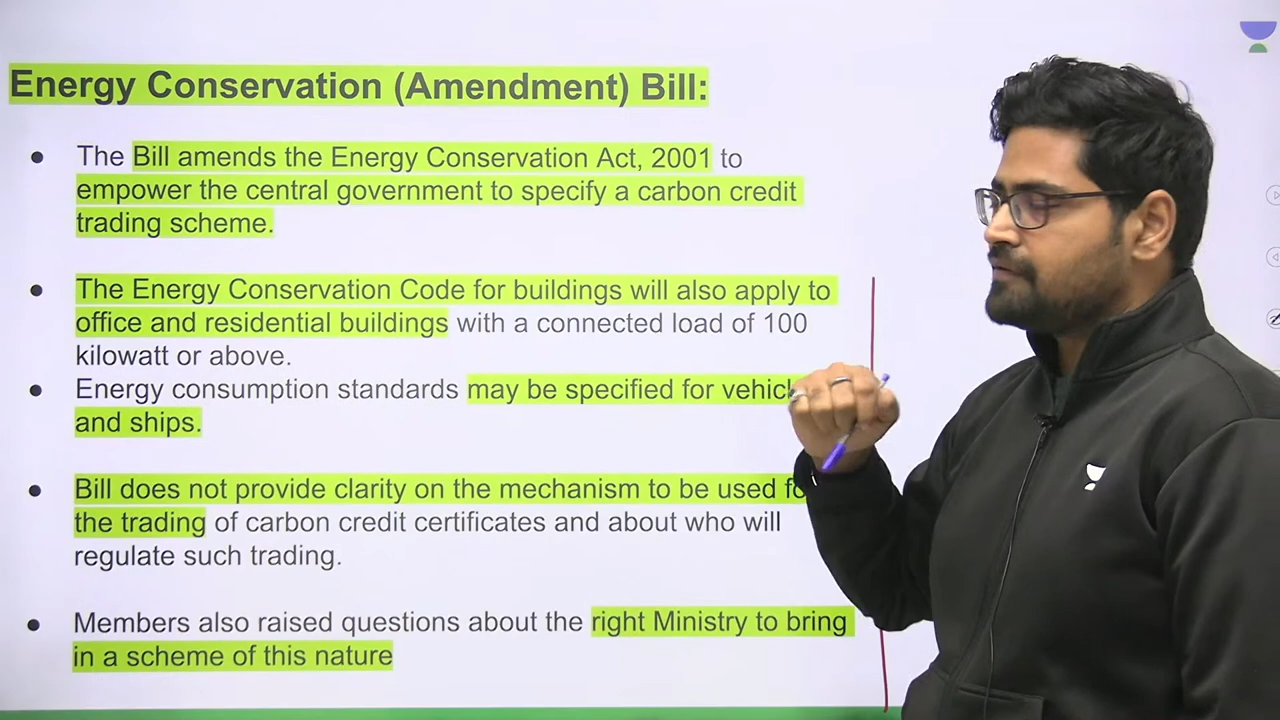 Energy Conservation (Amendment) Bill:
The Bill amends the Energy Conservation Act, 2001 to
empower the central government to specify a carbon credit
trading scheme.
The Energy Conservation Code for buildings will also apply to
office and residential buildings with a connected load of 100
kilowatt or above.
Energy consumption standards may be specified for
and ships.
Bill does not provide clarity on the mechanism to be used
the trading of carbon credit certificates and about who will
regulate such trading.
Members also raised questions about the right Ministry to bring
in a scheme of this nature